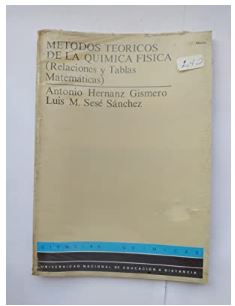 METODOS TEORICOS
DE LA QUIMICA FISICA
(Relaciones y Tablas
Matemáticas)
Antonio Hernanz Gismero
Luis M. Sesé Sánchez
UNIVERSIDAD NACIONAL DE EDUCACION A DISTANCIA